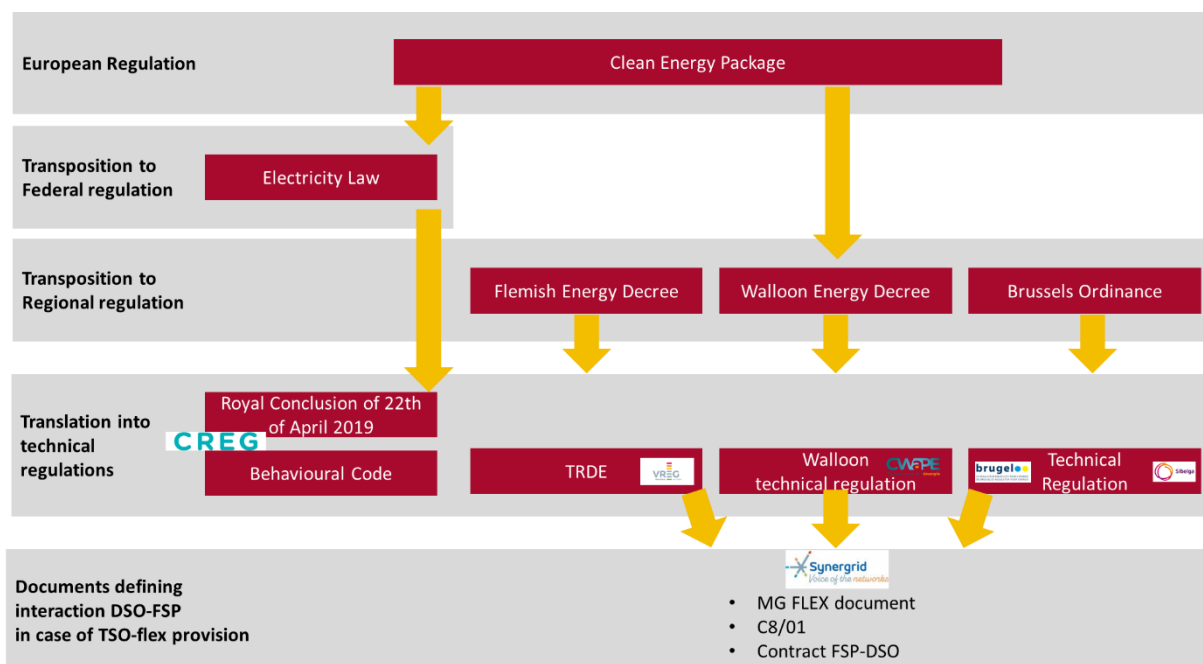 European Regulation
Clean Energy Package
Transposition to
Federal regulation
Electricity Law
Transposition to
Regional regulation
Flemish Energy Decree
Walloon Energy Decree
Brussels Ordinance
Translation into
technical
regulations
CREG
Royal Conclusion of 22th
of April 2019
Behavioural Code
TRDE
VREG
Walloon
technical regulation
CWaPE
brugel
Technical
Regulation
Sibelga
Documents defining
interaction DSO-FSP
in case of TSO-flex provision
Synergrid
Voice of the networks
• MG FLEX document
• C8/01
• Contract FSP-DSO